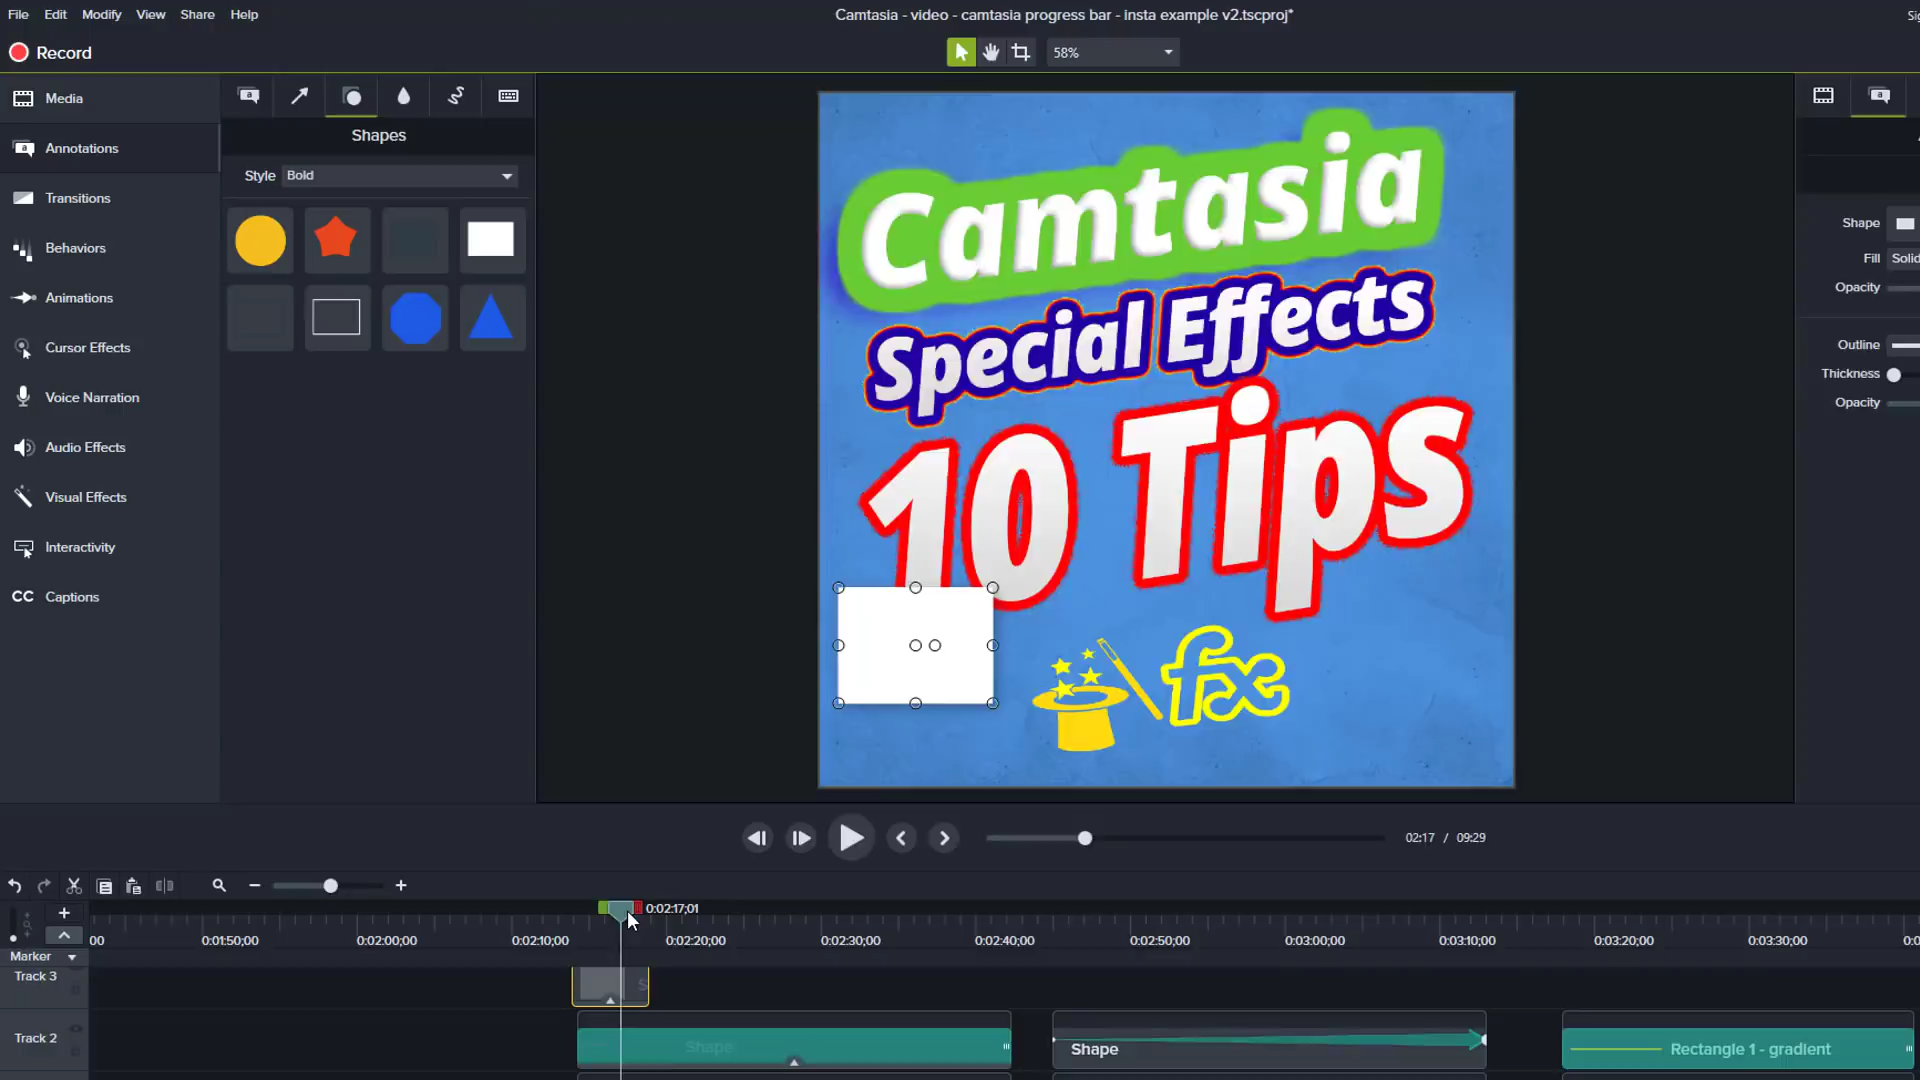 File Edit Modify View Share Help
Camtasia - video - camtasia progress bar - insta example v2.tscproj*
Record
58%
Media
Annotations
Transitions
Behaviors
Animations
Cursor Effects
Voice Narration
Audio Effects
Visual Effects
Interactivity
CC Captions
Shapes
Style Bold
Camtasia
Special Effects
10 Tips
fx
Shape
Fill Solid
Opacity
Outline
Thickness
Opacity
02:17 / 09:29
0:02:17;01
00 0:01:50;00 0:02:00;00 0:02:10;00 0:02:20;00 0:02:30;00 0:02:40;00 0:02:50;00 0:03:00;00 0:03:10;00 0:03:20;00 0:03:30;00
Marker
Track 3
Track 2
Shape
Shape
Rectangle 1 - gradient